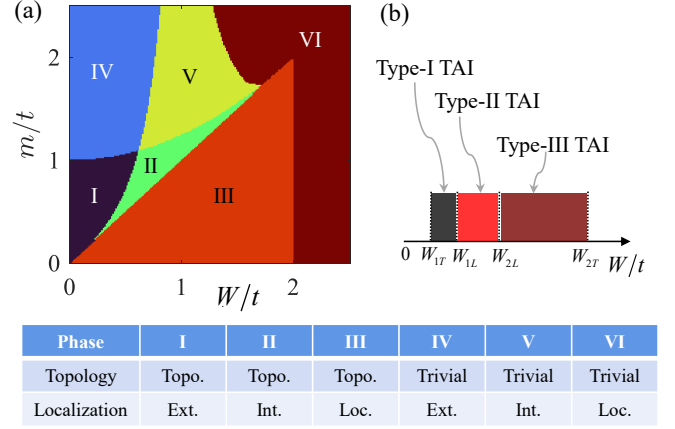 (a)
2
1
0
m/t
IV
V
VI
I
II
III
0
1
2
W/t
(b)
Type-I TAI
Type-II TAI
Type-III TAI
0
W1T
W1L
W2L
W2T
W/t
Phase I II III IV V VI
Topology Topo. Topo. Topo. Trivial Trivial Trivial
Localization Ext. Int. Loc. Ext. Int. Loc.